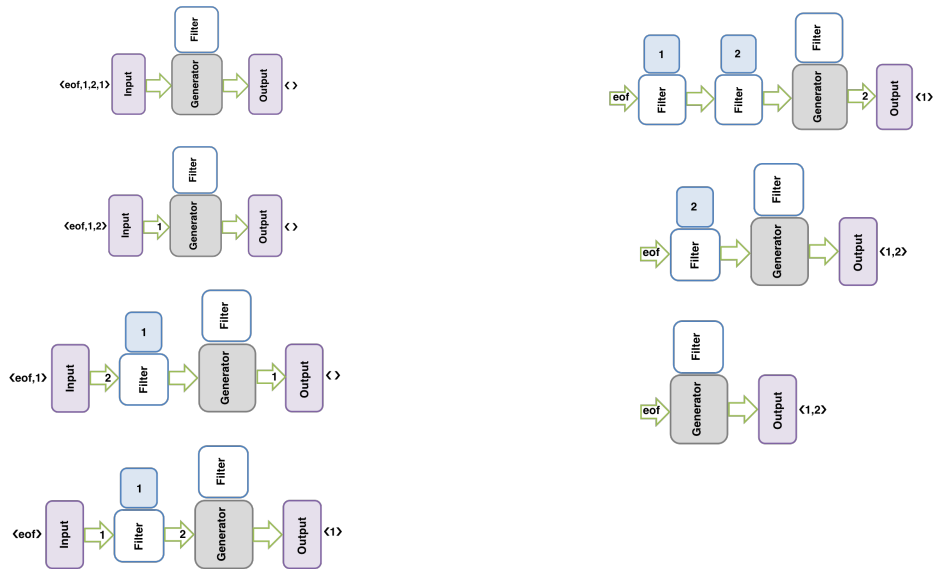 Filter
⟨eof,1,2,1⟩ Input Generator Output ⟨ ⟩
Filter
⟨eof,1,2⟩ Input 1 Generator Output ⟨ ⟩
1 Filter
⟨eof,1⟩ Input 2 Filter Generator 1 Output ⟨ ⟩
1 Filter
⟨eof⟩ Input 1 Filter 2 Generator Output ⟨1⟩
1 2 Filter
eof Filter Filter Generator 2 Output ⟨1⟩
2 Filter
eof Filter Generator Output ⟨1,2⟩
Filter
eof Generator Output ⟨1,2⟩